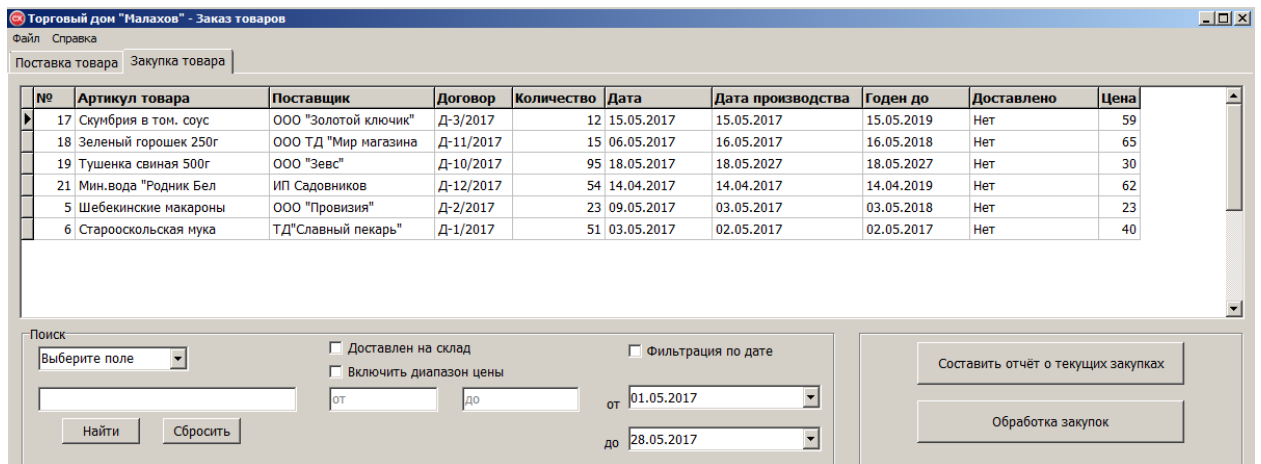 Торговый дом "Малахов" - Заказ товаров
Файл Справка
Поставка товара Закупка товара
№ Артикул товара Поставщик Договор Количество Дата Дата производства Годен до Доставлено Цена
17 Скумбрия в том. соус ООО "Золотой ключик" Д-3/2017 12 15.05.2017 15.05.2017 15.05.2019 Нет 59
18 Зеленый горошек 250г ООО ТД "Мир магазина Д-11/2017 15 06.05.2017 16.05.2017 16.05.2018 Нет 65
19 Тушенка свиная 500г ООО "Зевс" Д-10/2017 95 18.05.2017 18.05.2027 18.05.2027 Нет 30
21 Мин.вода "Родник Бел ИП Садовников Д-12/2017 54 14.04.2017 14.04.2017 14.04.2019 Нет 62
5 Шебекинские макароны ООО "Провизия" Д-2/2017 23 09.05.2017 03.05.2017 03.05.2018 Нет 23
6 Старооскольская мука ТД"Славный пекарь" Д-1/2017 51 03.05.2017 02.05.2017 02.05.2017 Нет 40
Поиск
Выберите поле
Доставлен на склад
Включить диапазон цены
от до
Найти Сбросить
Фильтрация по дате
от 01.05.2017
до 28.05.2017
Составить отчёт о текущих закупках
Обработка закупок